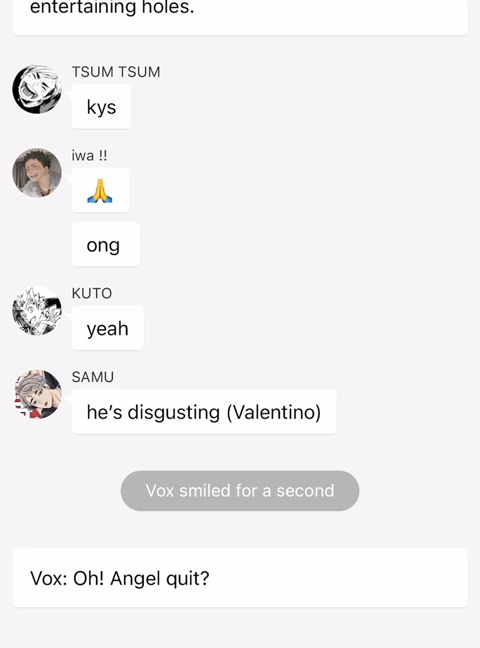 entertaining holes.
TSUM TSUM
kys
iwa !!
🙏
ong
KUTO
yeah
SAMU
he’s disgusting (Valentino)
Vox smiled for a second
Vox: Oh! Angel quit?